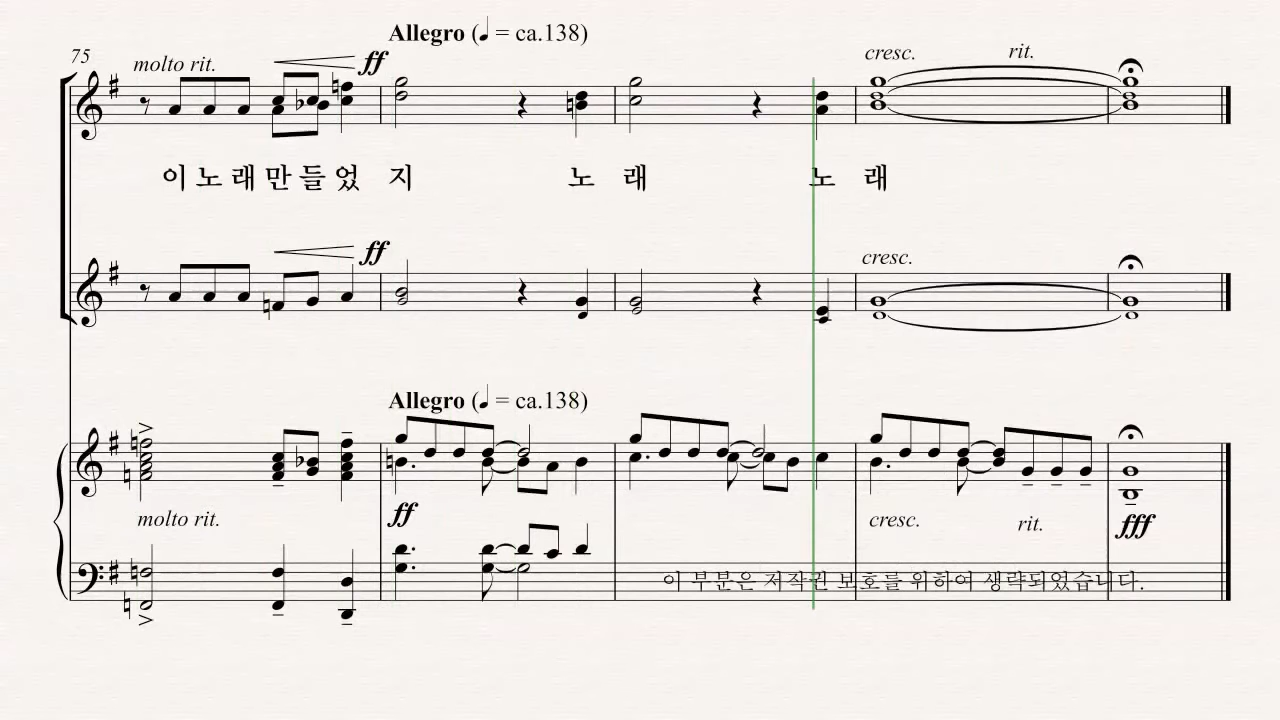 Allegro (♩ = ca.138)
75 molto rit. ff cresc. rit.
이 노 래 만 들 었 지 노 래 노 래
ff cresc.
Allegro (♩ = ca.138)
molto rit. ff cresc. rit. fff
이 부분은 저작권 보호를 위하여 생략되었습니다.